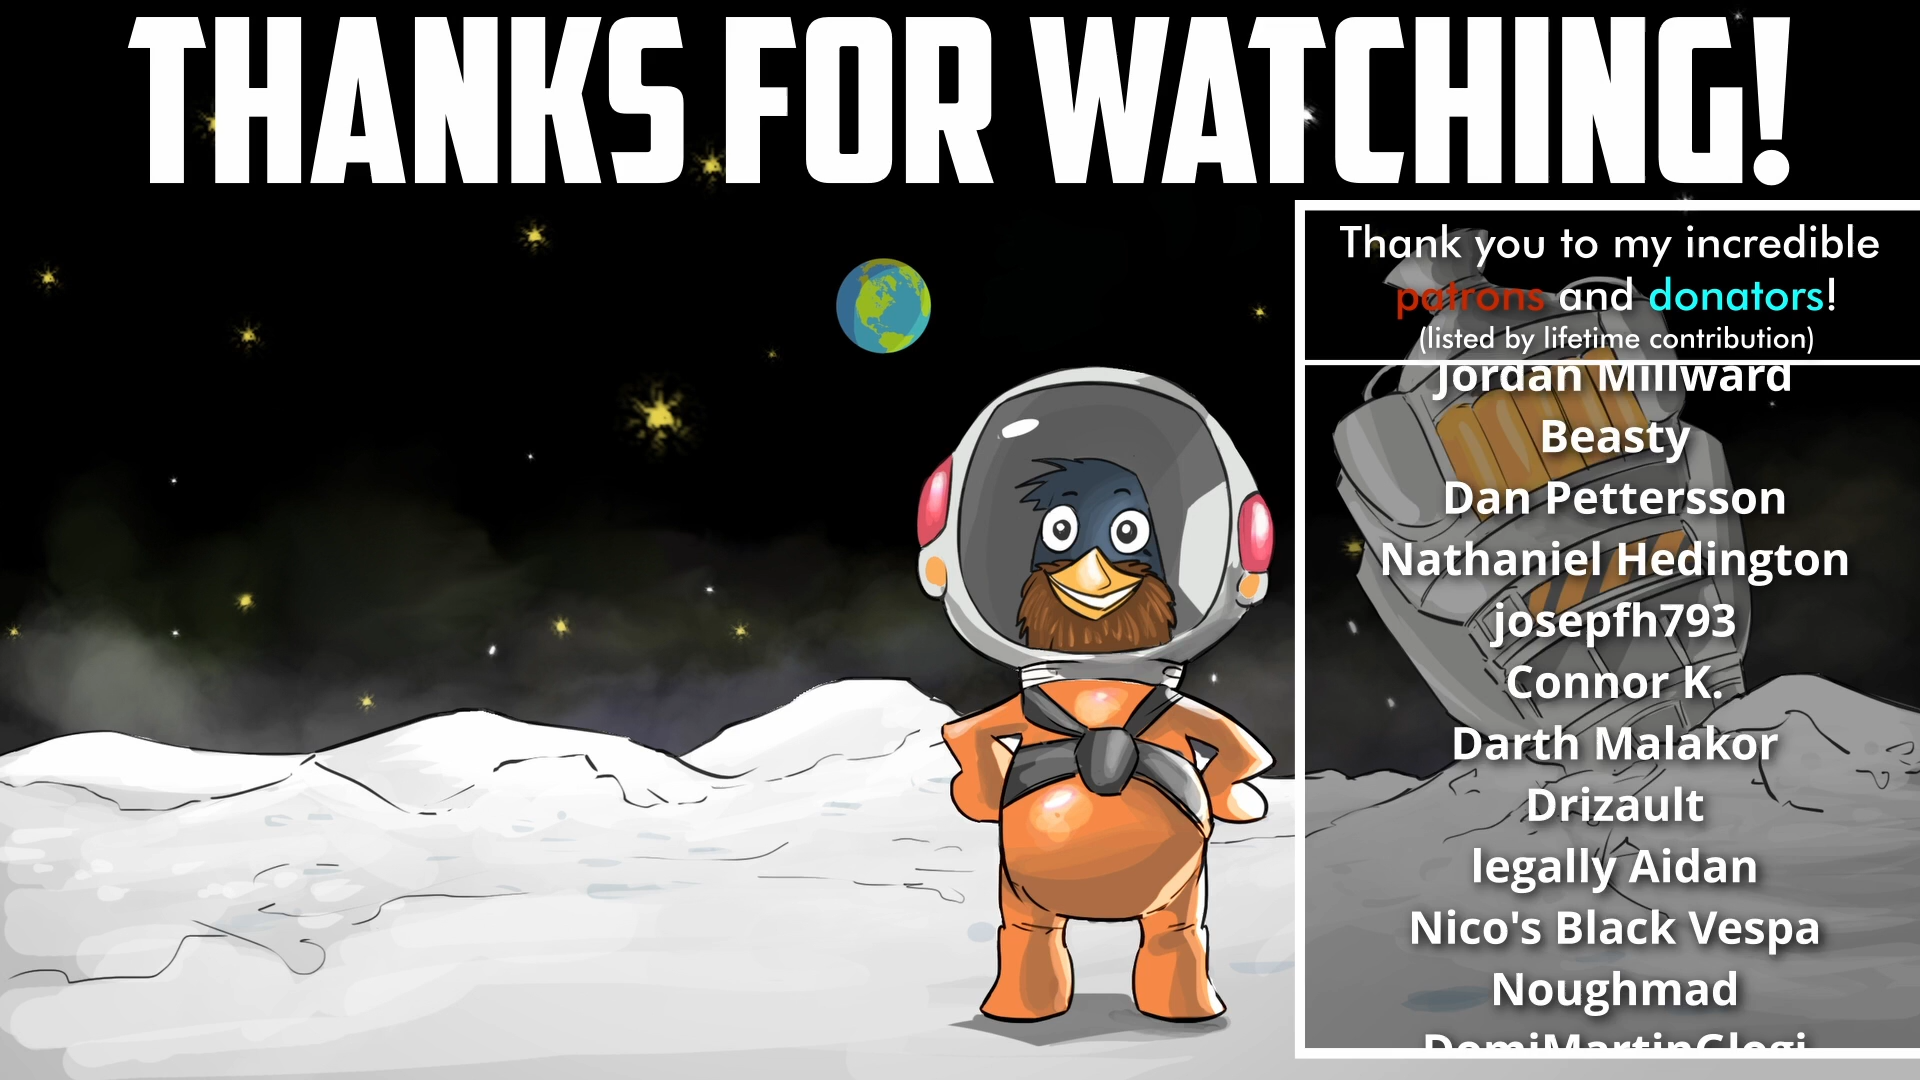 THANKS FOR WATCHING!
Thank you to my incredible
patrons and donators!
(listed by lifetime contribution)
Jordan Millward
Beasty
Dan Pettersson
Nathaniel Hedington
josepfh793
Connor K.
Darth Malakor
Drizault
legally Aidan
Nico's Black Vespa
Noughmad